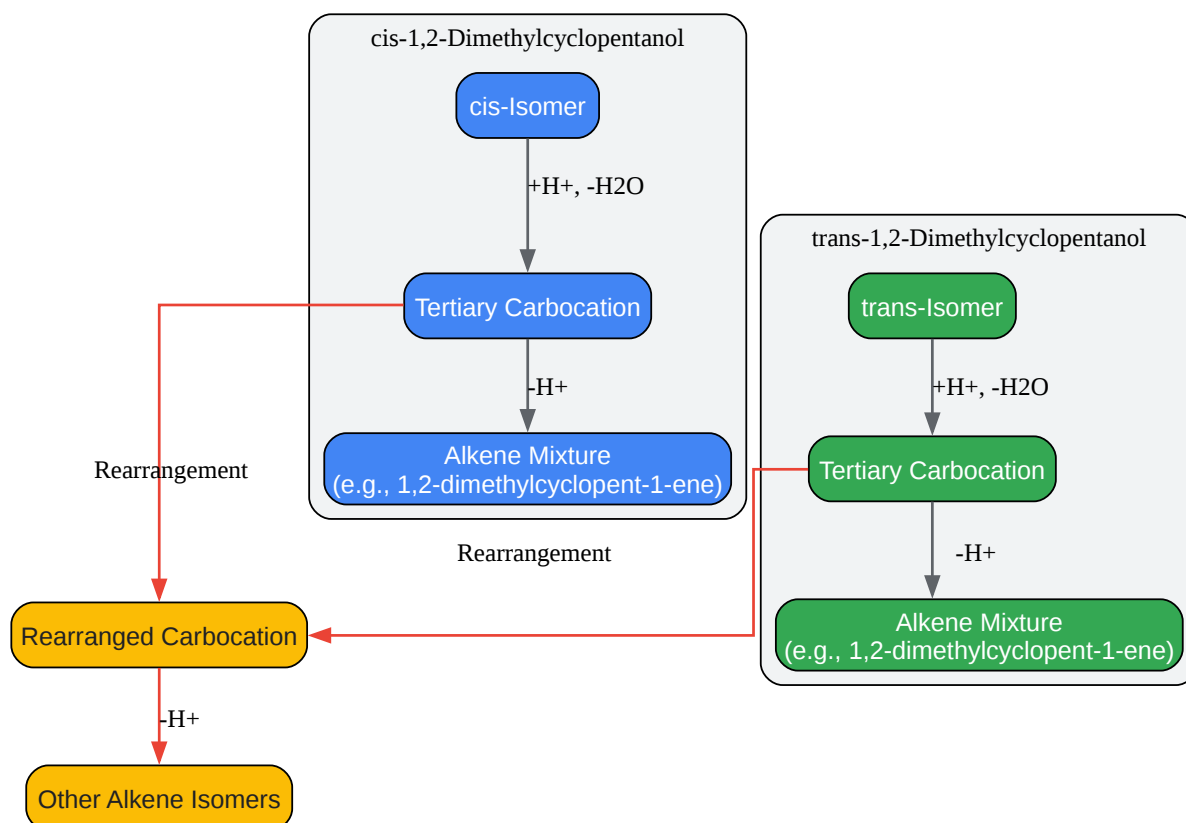 cis-1,2-Dimethylcyclopentanol
cis-Isomer
+H+, -H2O
Tertiary Carbocation
-H+
Alkene Mixture
(e.g., 1,2-dimethylcyclopent-1-ene)
trans-1,2-Dimethylcyclopentanol
trans-Isomer
+H+, -H2O
Tertiary Carbocation
-H+
Alkene Mixture
(e.g., 1,2-dimethylcyclopent-1-ene)
Rearrangement
Rearrangement
Rearranged Carbocation
-H+
Other Alkene Isomers